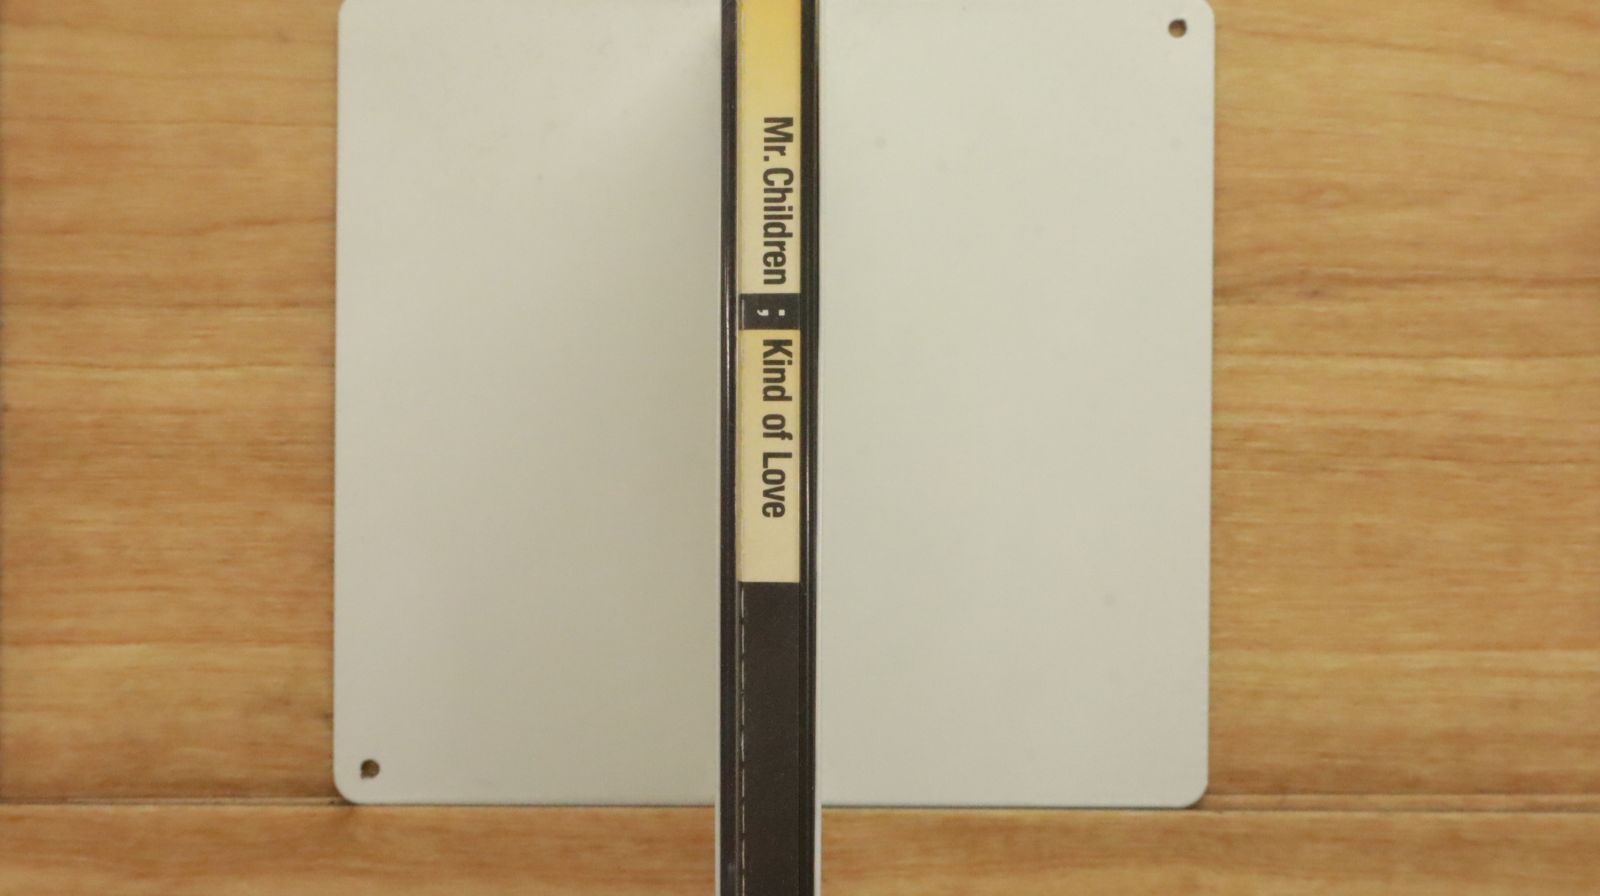 Mr. Children ; Kind of Love